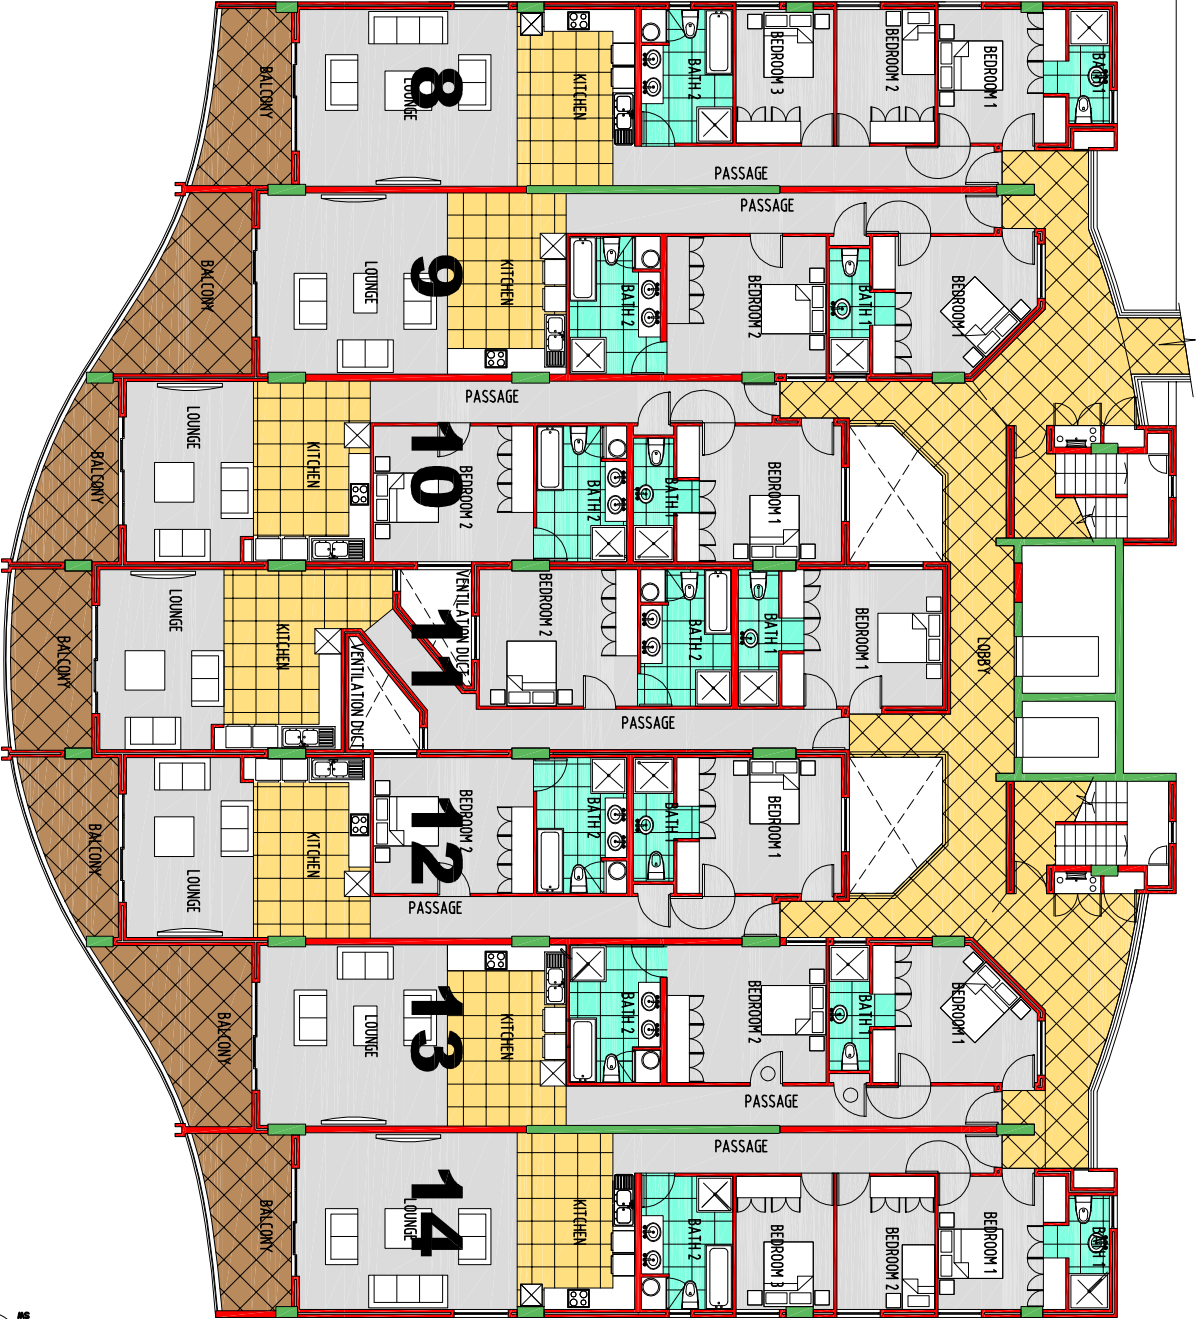 BALCONY
LOUNGE
8
KITCHEN
BATH 2
BEDROOM 3
BEDROOM 2
BEDROOM 1
BATH 1
PASSAGE
PASSAGE
BALCONY
LOUNGE
9
KITCHEN
BATH 2
BEDROOM 2
BATH 1
BEDROOM 1
PASSAGE
BALCONY
LOUNGE
KITCHEN
10
BEDROOM 2
BATH 2
BATH 1
BEDROOM 1
BALCONY
LOUNGE
KITCHEN
VENTILATION DUCT
VENTILATION DUCT
11
BEDROOM 2
BATH 2
BATH 1
BEDROOM 1
LOBBY
PASSAGE
BALCONY
LOUNGE
KITCHEN
12
BEDROOM 2
BATH 2
BATH 1
BEDROOM 1
PASSAGE
BALCONY
LOUNGE
13
KITCHEN
BATH 2
BEDROOM 2
BATH 1
BEDROOM 1
PASSAGE
PASSAGE
BALCONY
LOUNGE
14
KITCHEN
BATH 2
BEDROOM 3
BEDROOM 2
BEDROOM 1
BATH 1